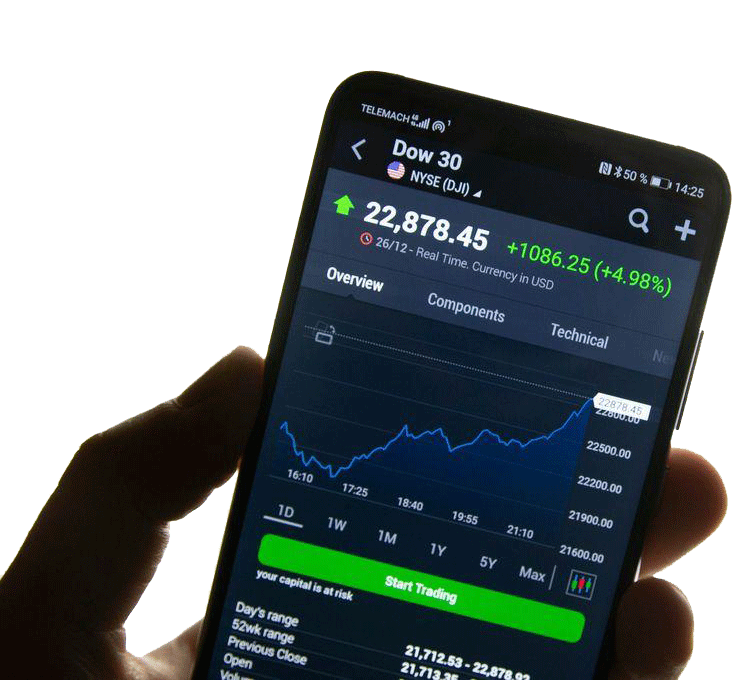 TELEMACH
50 % 14:25
Dow 30
NYSE (DJI)
22,878.45
+1086.25 (+4.98%)
26/12 - Real Time. Currency in USD
Overview Components Technical
22878.45
22800.00
22500.00
22200.00
21900.00
21600.00
16:10 17:25 18:40 19:55 21:10
1D 1W 1M 1Y 5Y Max
Start Trading
your capital is at risk
Day's range 21,712.53 - 22,878.92
52wk range 21,713.35
Previous Close
Open